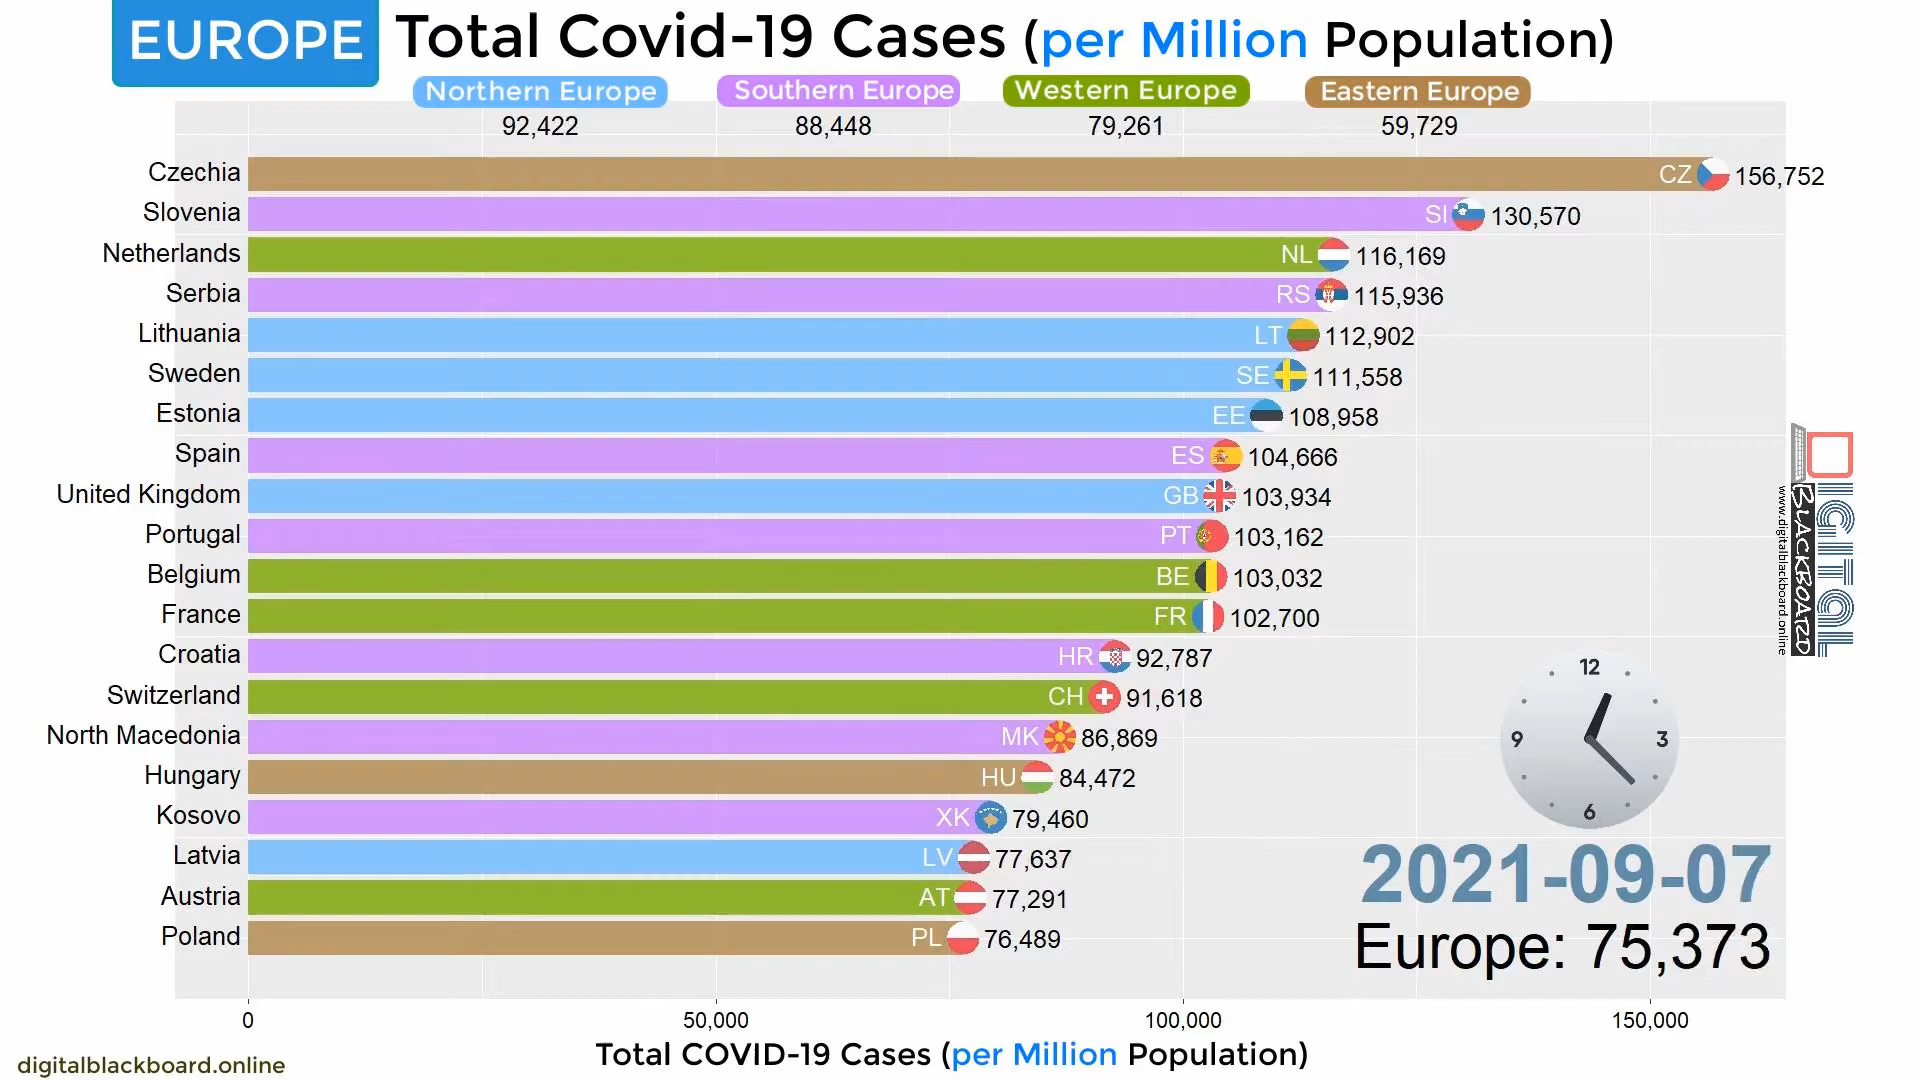 EUROPE Total Covid-19 Cases (per Million Population)
Northern Europe Southern Europe Western Europe Eastern Europe
92,422 88,448 79,261 59,729
Czechia CZ 156,752
Slovenia SI 130,570
Netherlands NL 116,169
Serbia RS 115,936
Lithuania LT 112,902
Sweden SE 111,558
Estonia EE 108,958
Spain ES 104,666
United Kingdom GB 103,934
Portugal PT 103,162
Belgium BE 103,032
France FR 102,700
Croatia HR 92,787
Switzerland CH 91,618
North Macedonia MK 86,869
Hungary HU 84,472
Kosovo XK 79,460
Latvia LV 77,637
Austria AT 77,291
Poland PL 76,489
DIGITAL
BLACKBOARD
www.digitalblackboard.online
12
9 3
6
2021-09-07
Europe: 75,373
0 50,000 100,000 150,000
Total COVID-19 Cases (per Million Population)
digitalblackboard.online